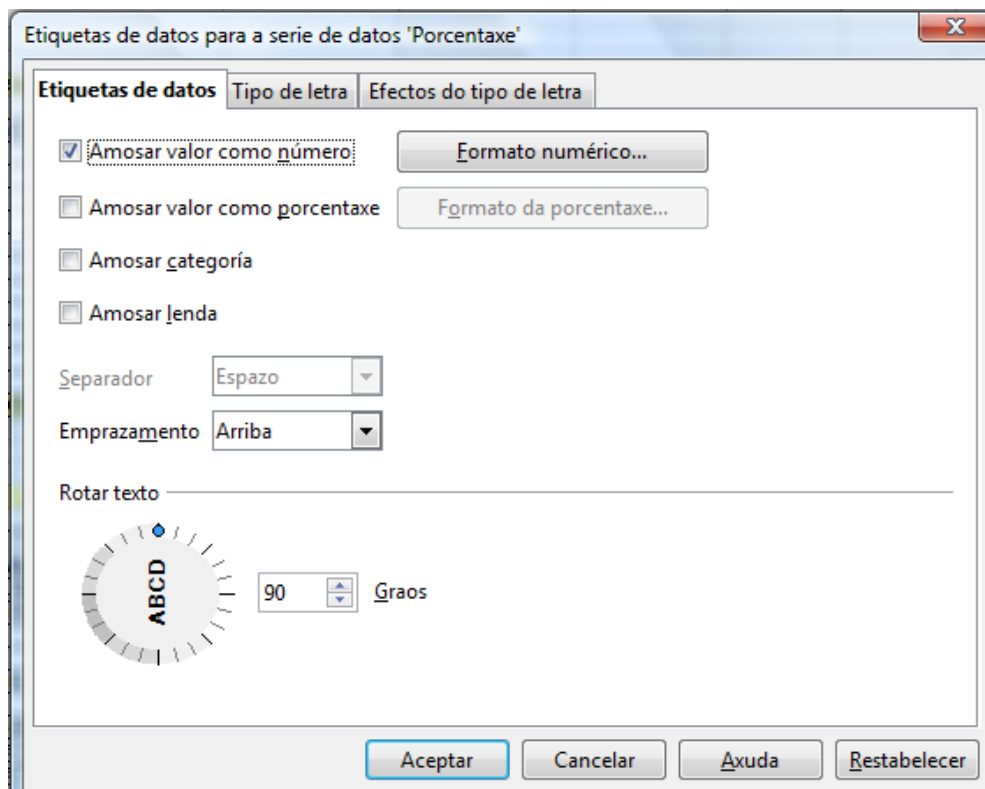 Etiquetas de datos para a serie de datos 'Porcentaxe'
Etiquetas de datos Tipo de letra Efectos do tipo de letra
Amosar valor como número Formato numérico...
Amosar valor como porcentaxe Formato da porcentaxe...
Amosar categoría
Amosar lenda
Separador Espazo
Emprazamento Arriba
Rotar texto
ABCD 90 Graos
Aceptar Cancelar Axuda Restabelecer